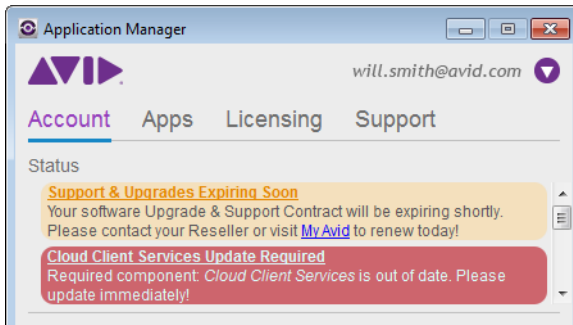 Application Manager
AVID
will.smith@avid.com
Account Apps Licensing Support
Status
Support & Upgrades Expiring Soon
Your software Upgrade & Support Contract will be expiring shortly.
Please contact your Reseller or visit My Avid to renew today!
Cloud Client Services Update Required
Required component: Cloud Client Services is out of date. Please
update immediately!